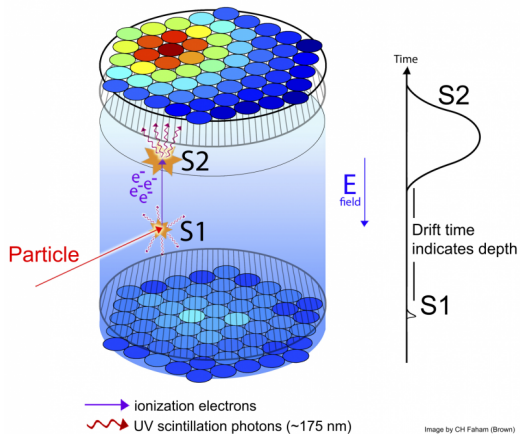 Time
S2
S2
e-
e-e-
e e-
E
field
S1
Drift time
indicates depth
Particle
S1
ionization electrons
UV scintillation photons (~175 nm)
Image by CH Faham (Brown)